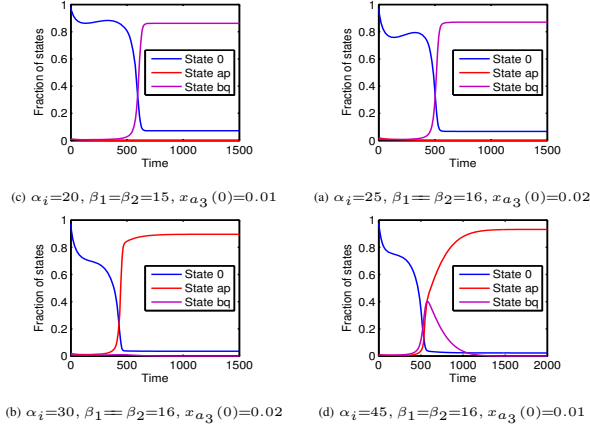 1
0.8
0.6
0.4
0.2
0
Fraction of states
State 0
State ap
State bq
0 500 1000 1500
Time
1
0.8
0.6
0.4
0.2
0
Fraction of states
State 0
State ap
State bq
0 500 1000 1500
Time
(c) αi=20, β1=β2=15, xa3(0)=0.01
(a) αi=25, β1=β2=16, xa3(0)=0.02
1
0.8
0.6
0.4
0.2
0
Fraction of states
State 0
State ap
State bq
0 500 1000 1500
Time
1
0.8
0.6
0.4
0.2
0
Fraction of states
State 0
State ap
State bq
0 500 1000 1500 2000
Time
(b) αi=30, β1=β2=16, xa3(0)=0.02
(d) αi=45, β1=β2=16, xa3(0)=0.01